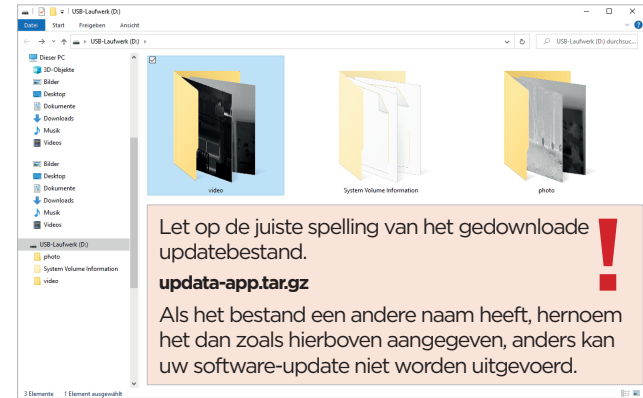 USB-Laufwerk (D:)
Datei Start Freigeben Ansicht
USB-Laufwerk (D:)
USB-Laufwerk (D:) durchsuc...
Dieser PC
3D-Objekte
Bilder
Desktop
Dokumente
Downloads
Musik
Videos
Bilder
Desktop
Dokumente
Downloads
Musik
Videos
USB-Laufwerk (D:)
photo
System Volume Information
video
video
System Volume Information
photo
Let op de juiste spelling van het gedownloade
updatebestand.
updata-app.tar.gz
Als het bestand een andere naam heeft, hernoem
het dan zoals hierboven aangegeven, anders kan
uw software-update niet worden uitgevoerd.
!
3 Elemente 1 Element ausgewählt